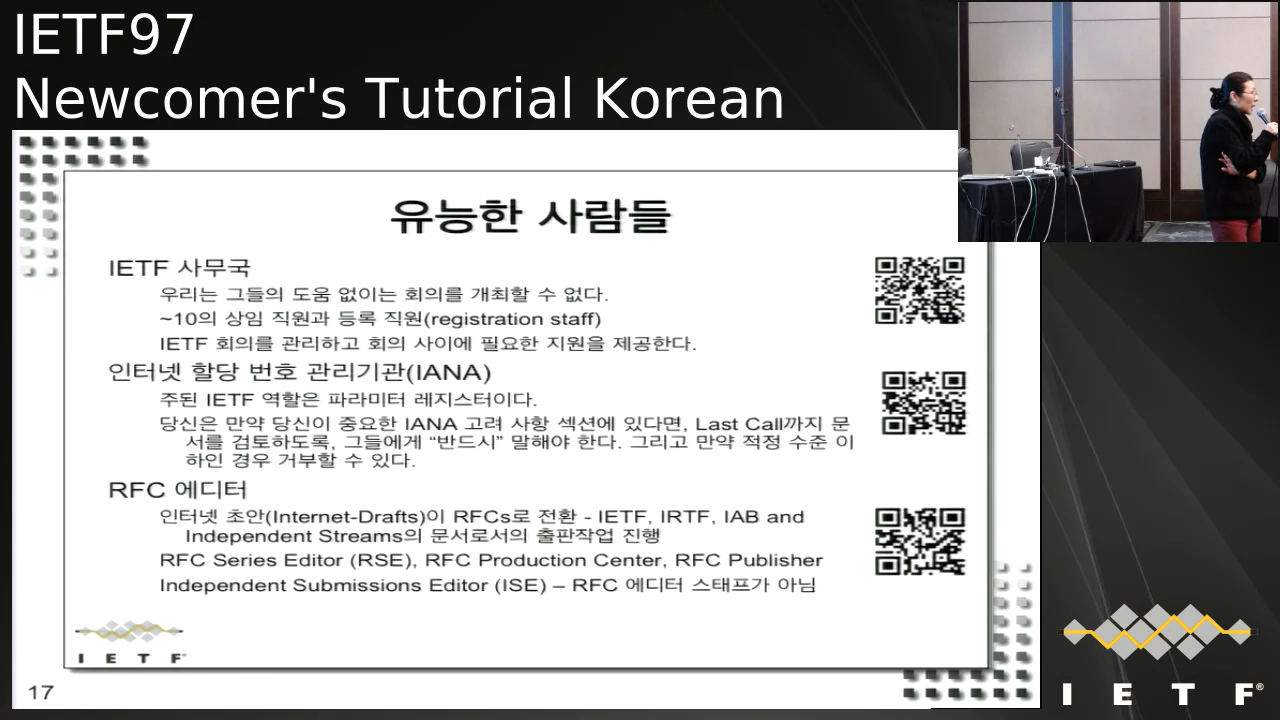 IETF97
Newcomer's Tutorial Korean
유능한 사람들
IETF 사무국
우리는 그들의 도움 없이는 회의를 개최할 수 없다.
~10의 상임 직원과 등록 직원(registration staff)
IETF 회의를 관리하고 회의 사이에 필요한 지원을 제공한다.
인터넷 할당 번호 관리기관(IANA)
주된 IETF 역할은 파라미터 레지스터이다.
당신은 만약 당신이 중요한 IANA 고려 사항 섹션에 있다면, Last Call까지 문
서를 검토하도록, 그들에게 “반드시” 말해야 한다. 그리고 만약 적정 수준 이
하인 경우 거부할 수 있다.
RFC 에디터
인터넷 초안(Internet-Drafts)이 RFCs로 전환 - IETF, IRTF, IAB and
Independent Streams의 문서로서의 출판작업 진행
RFC Series Editor (RSE), RFC Production Center, RFC Publisher
Independent Submissions Editor (ISE) – RFC 에디터 스태프가 아님
I E T F
17
I E T F®